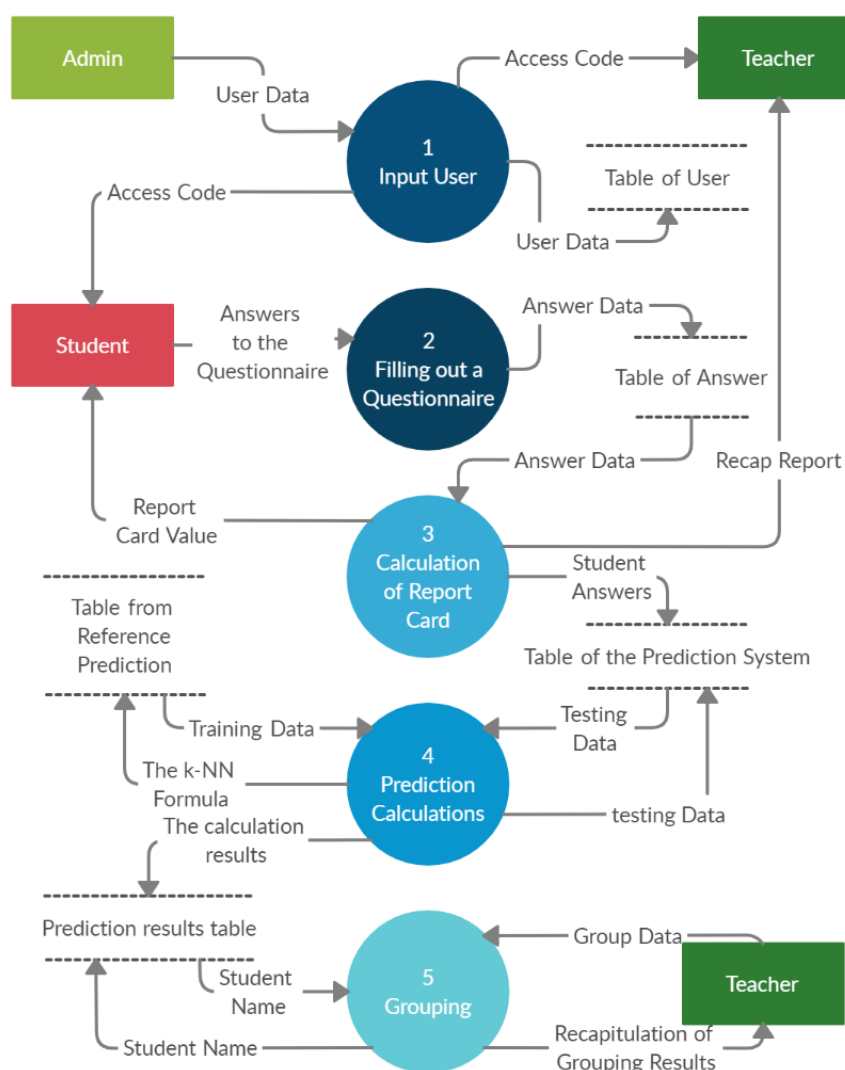 Admin
User Data
1
Input User
Access Code
Teacher
Table of User
User Data
Access Code
Student
Answers
to the
Questionnaire
2
Filling out a
Questionnaire
Answer Data
Table of Answer
Answer Data
Recap Report
Report
Card Value
3
Calculation
of Report
Card
Student
Answers
Table from
Reference
Prediction
Table of the Prediction System
Training Data
4
Prediction
Calculations
Testing
Data
The k-NN
Formula
testing Data
The calculation
results
Prediction results table
Student
Name
5
Grouping
Group Data
Teacher
Student Name
Recapitulation of
Grouping Results